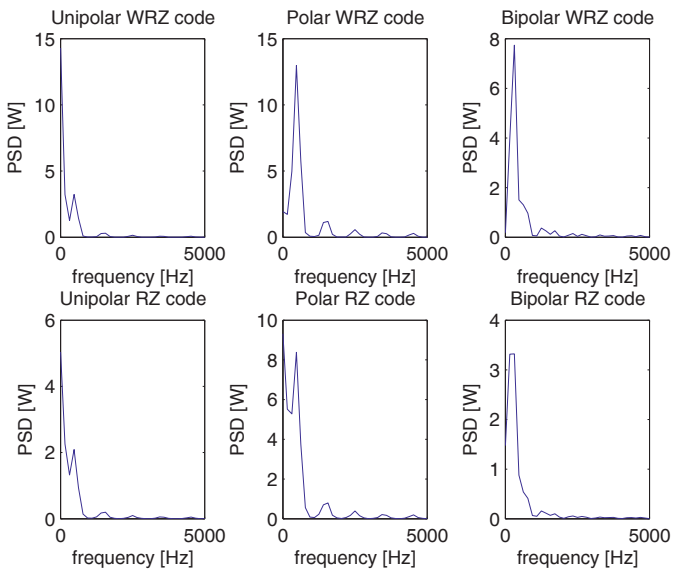 Unipolar WRZ code
PSD [W]
15
10
5
0
0
5000
frequency [Hz]
Polar WRZ code
PSD [W]
15
10
5
0
0
5000
frequency [Hz]
Bipolar WRZ code
PSD [W]
8
6
4
2
0
0
5000
frequency [Hz]
Unipolar RZ code
PSD [W]
6
4
2
0
0
5000
frequency [Hz]
Polar RZ code
PSD [W]
10
8
6
4
2
0
0
5000
frequency [Hz]
Bipolar RZ code
PSD [W]
4
3
2
1
0
0
5000
frequency [Hz]